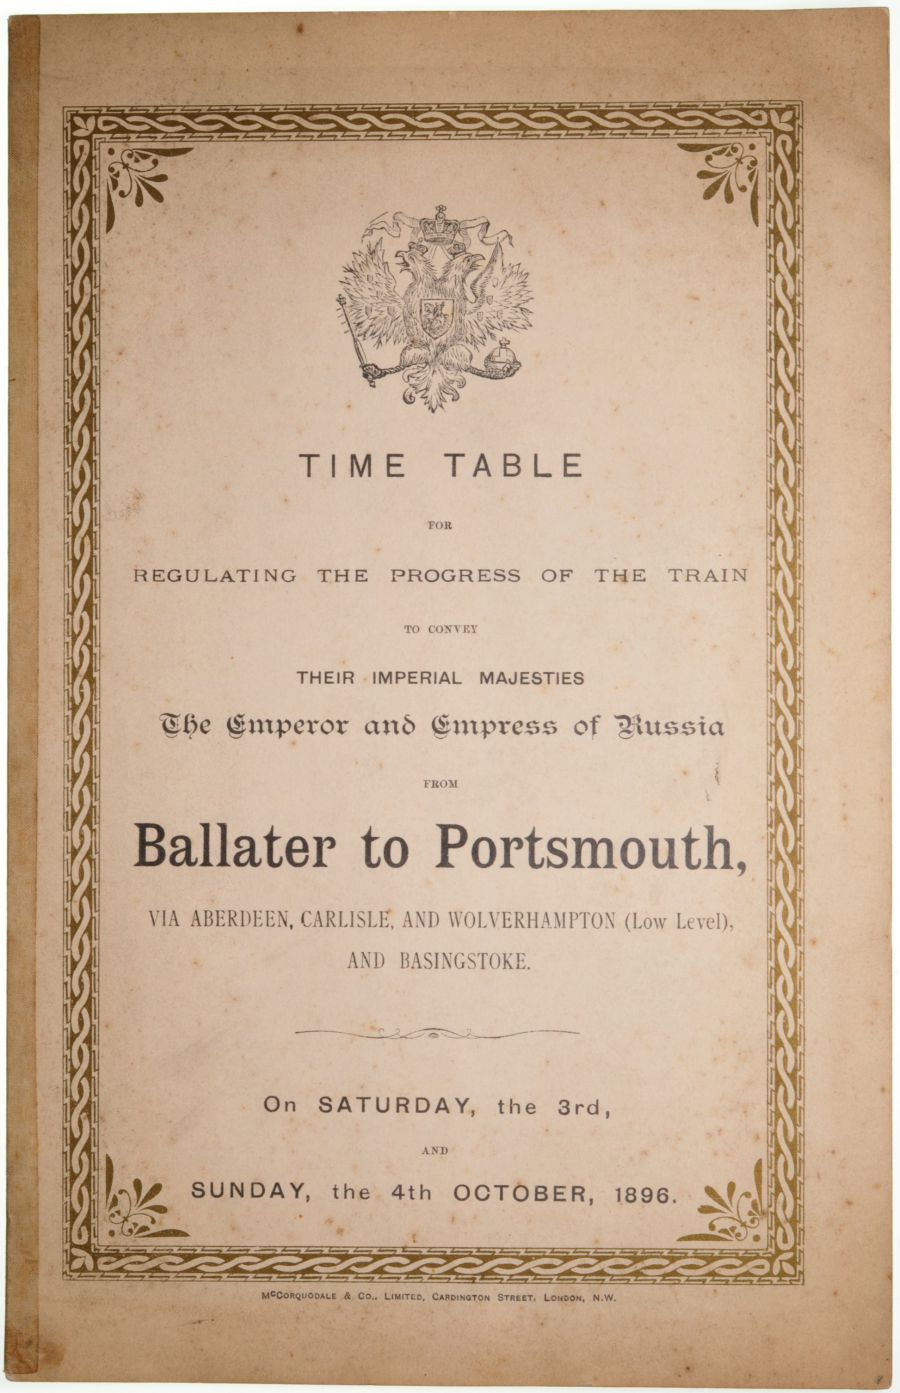 TIME TABLE
FOR
REGULATING THE PROGRESS OF THE TRAIN
TO CONVEY
THEIR IMPERIAL MAJESTIES
The Emperor and Empress of Russia
FROM
Ballater to Portsmouth,
VIA ABERDEEN, CARLISLE, AND WOLVERHAMPTON (Low Level),
AND BASINGSTOKE.
On SATURDAY, the 3rd,
AND
SUNDAY, the 4th OCTOBER, 1896.
McCorquodale & Co., Limited, Cardington Street, London, N.W.